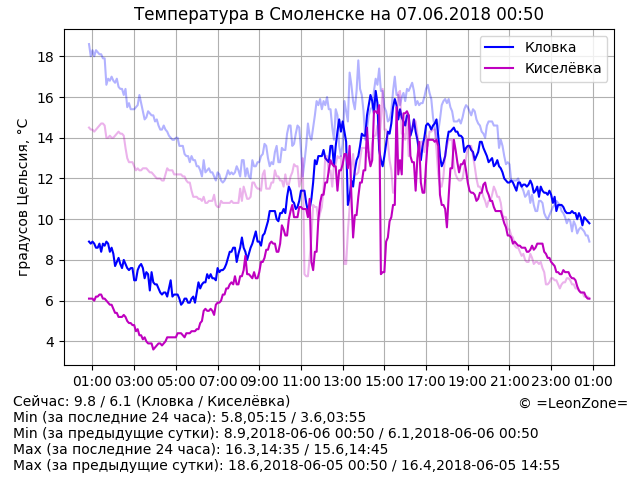 Температура в Смоленске на 07.06.2018 00:50
18
16
14
12
10
8
6
4
градусов Цельсия, °C
Кловка
Киселёвка
01:00 03:00 05:00 07:00 09:00 11:00 13:00 15:00 17:00 19:00 21:00 23:00 01:00
Сейчас: 9.8 / 6.1 (Кловка / Киселёвка)
© =LeonZone=
Min (за последние 24 часа): 5.8,05:15 / 3.6,03:55
Min (за предыдущие сутки): 8.9,2018-06-06 00:50 / 6.1,2018-06-06 00:50
Max (за последние 24 часа): 16.3,14:35 / 15.6,14:45
Max (за предыдущие сутки): 18.6,2018-06-05 00:50 / 16.4,2018-06-05 14:55